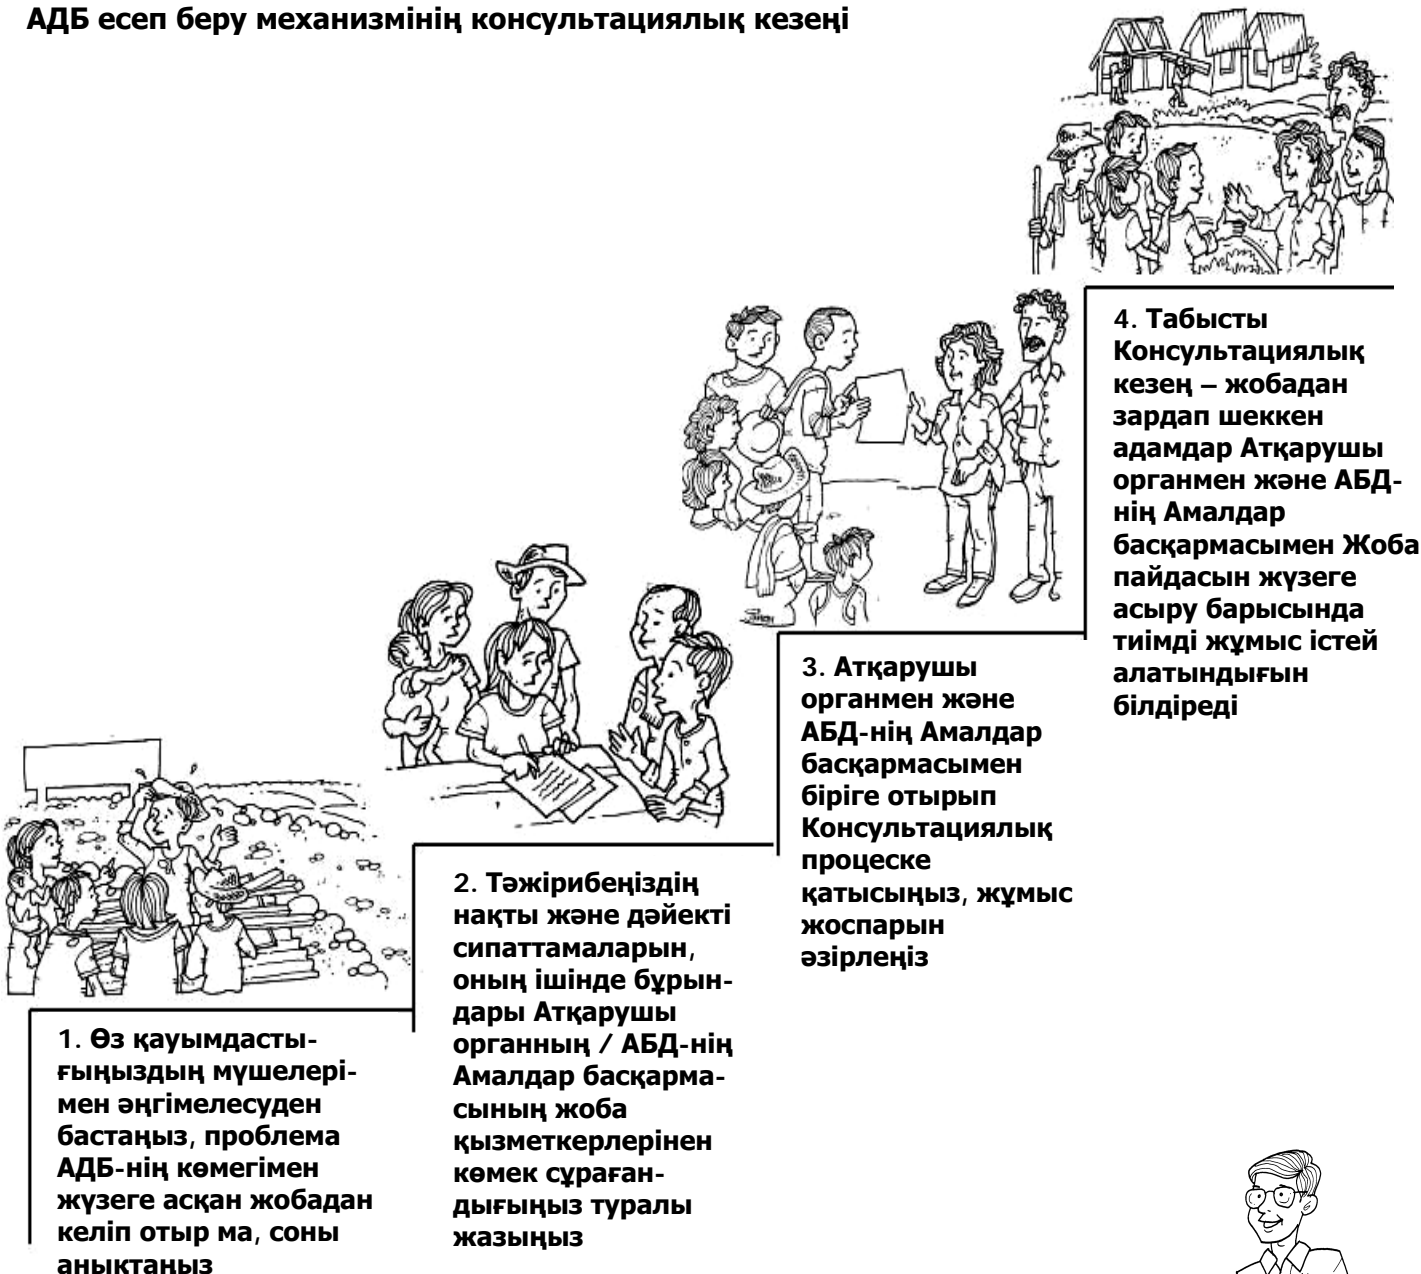 АДБ есеп беру механизмінің консультациялық кезеңі
1. Өз қауымдасты-
ғыңыздың мүшелері-
мен әңгімелесуден
бастаңыз, проблема
АДБ-нің көмегімен
жүзеге асқан жобадан
келіп отыр ма, соны
анықтаңыз
2. Тәжірибеңіздің
нақты және дәйекті
сипаттамаларын,
оның ішінде бұрын-
дары Атқарушы
органның / АБД-нің
Амалдар басқарма-
сының жоба
қызметкерлерінен
көмек сұраған-
дығыңыз туралы
жазыңыз
3. Атқарушы
органмен және
АБД-нің Амалдар
басқармасымен
біріге отырып
Консультациялық
процеске
қатысыңыз, жұмыс
жоспарын
әзірлеңіз
4. Табысты
Консультациялық
кезең – жобадан
зардап шеккен
адамдар Атқарушы
органмен және АБД-
нің Амалдар
басқармасымен Жоба
пайдасын жүзеге
асыру барысында
тиімді жұмыс істей
алатындығын
білдіреді